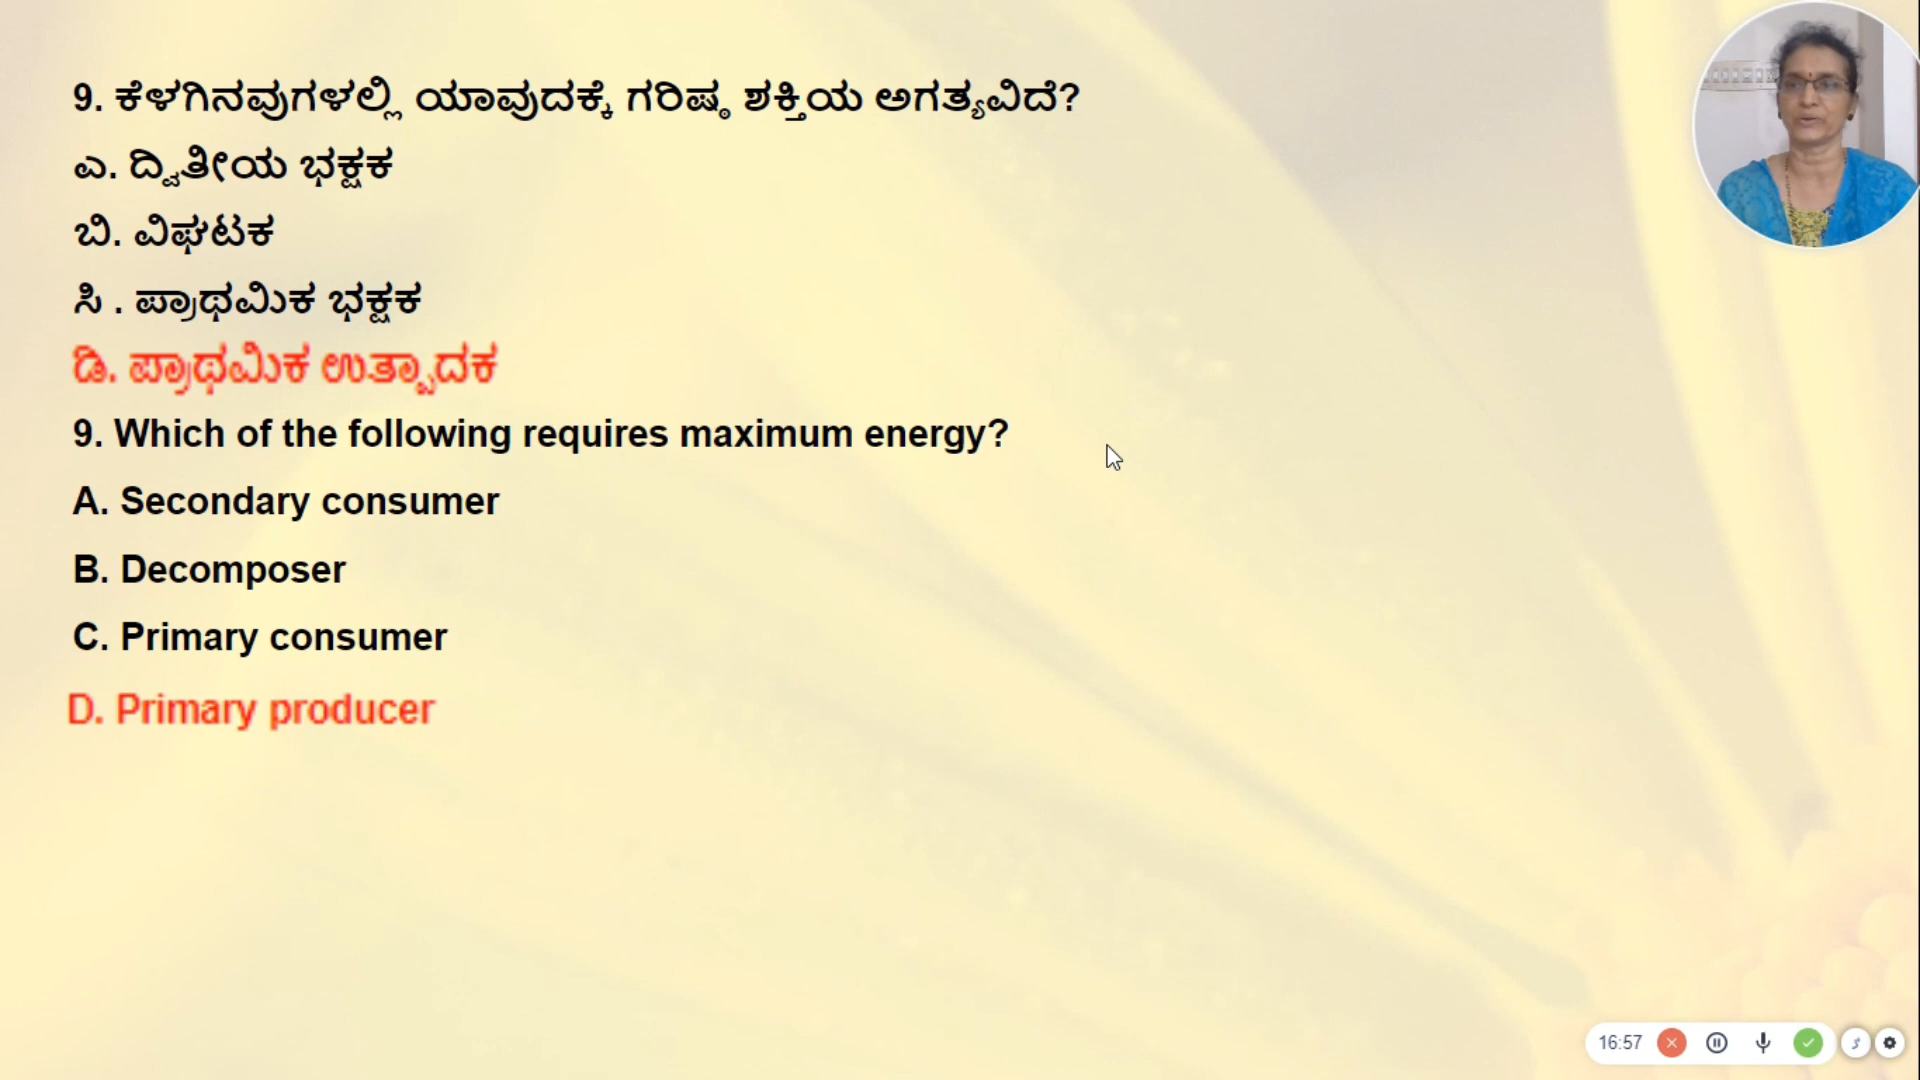 9. ಕೆಳಗಿನವುಗಳಲ್ಲಿ ಯಾವುದಕ್ಕೆ ಗರಿಷ್ಠ ಶಕ್ತಿಯ ಅಗತ್ಯವಿದೆ?
ಎ. ದ್ವಿತೀಯ ಭಕ್ಷಕ
ಬಿ. ವಿಘಟಕ
ಸಿ . ಪ್ರಾಥಮಿಕ ಭಕ್ಷಕ
ಡಿ. ಪ್ರಾಥಮಿಕ ಉತ್ಪಾದಕ
9. Which of the following requires maximum energy?
A. Secondary consumer
B. Decomposer
C. Primary consumer
D. Primary producer
16:57